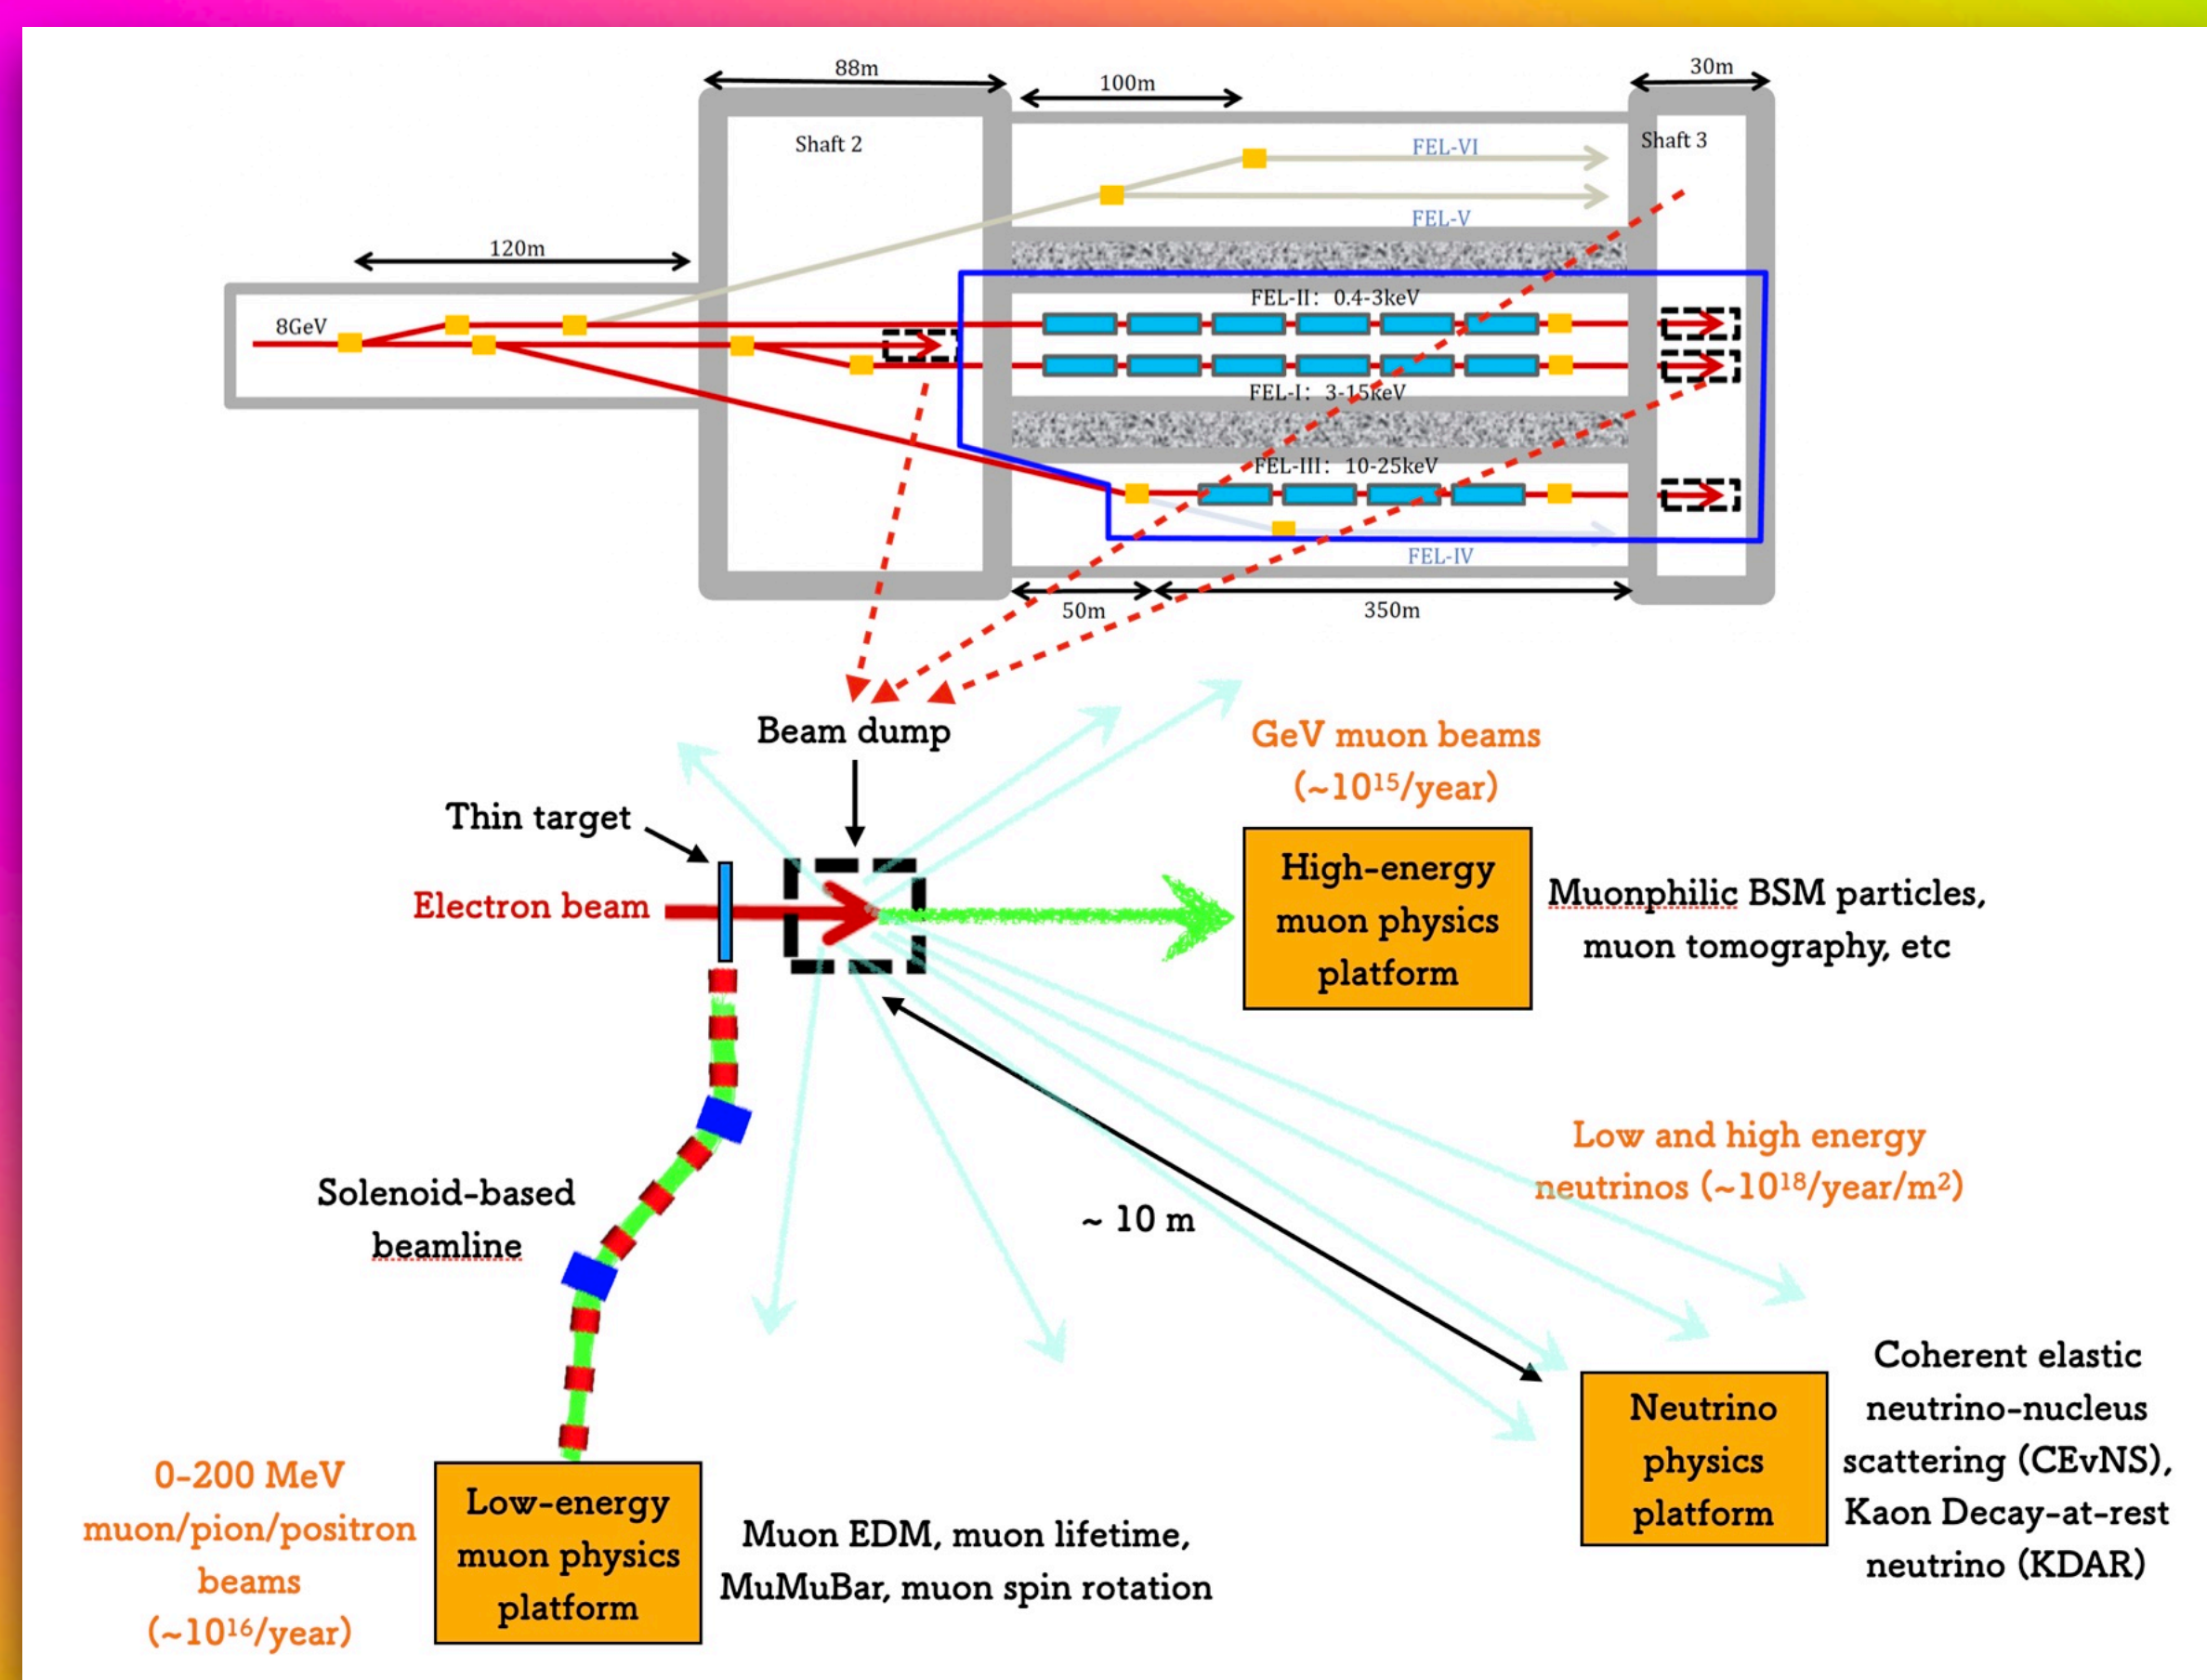 88m
100m
30m
Shaft 2
Shaft 3
FEL-VI
FEL-V
120m
8GeV
FEL-II: 0.4-3keV
FEL-I: 3-15keV
FEL-III: 10-25keV
FEL-IV
50m
350m
Beam dump
Thin target
Electron beam
GeV muon beams
(~10¹⁵/year)
High-energy
muon physics
platform
Muonphilic BSM particles,
muon tomography, etc
Solenoid-based
beamline
~ 10 m
Low and high energy
neutrinos (~10¹⁸/year/m²)
Neutrino
physics
platform
Coherent elastic
neutrino-nucleus
scattering (CEvNS),
Kaon Decay-at-rest
neutrino (KDAR)
0-200 MeV
muon/pion/positron
beams
(~10¹⁶/year)
Low-energy
muon physics
platform
Muon EDM, muon lifetime,
MuMuBar, muon spin rotation